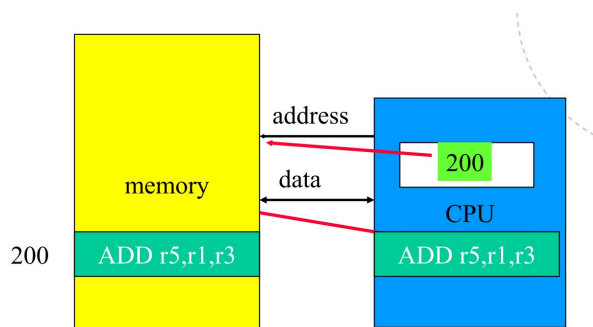 address
200
memory
data
CPU
200
ADD r5,r1,r3
ADD r5,r1,r3